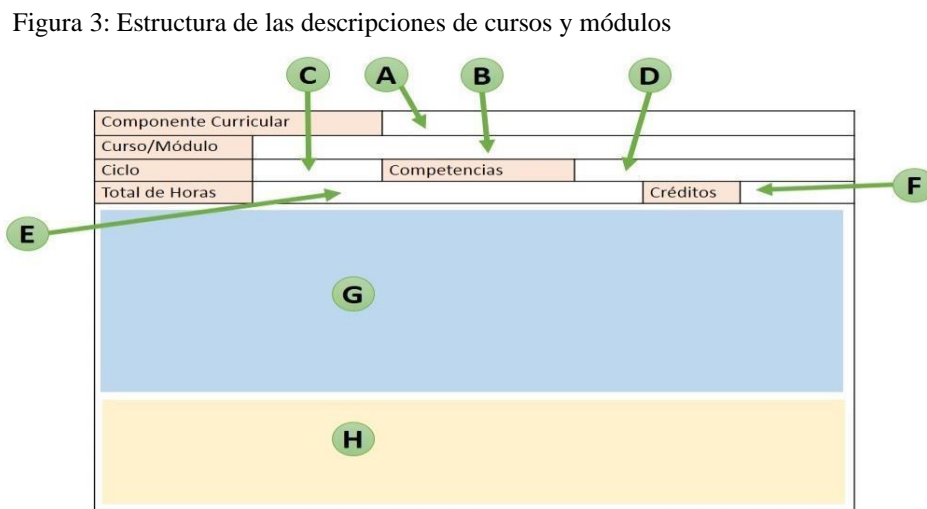 Figura 3: Estructura de las descripciones de cursos y módulos
C A B D
Componente Curricular
Curso/Módulo
Ciclo Competencias
Total de Horas Créditos
F
E
G
H